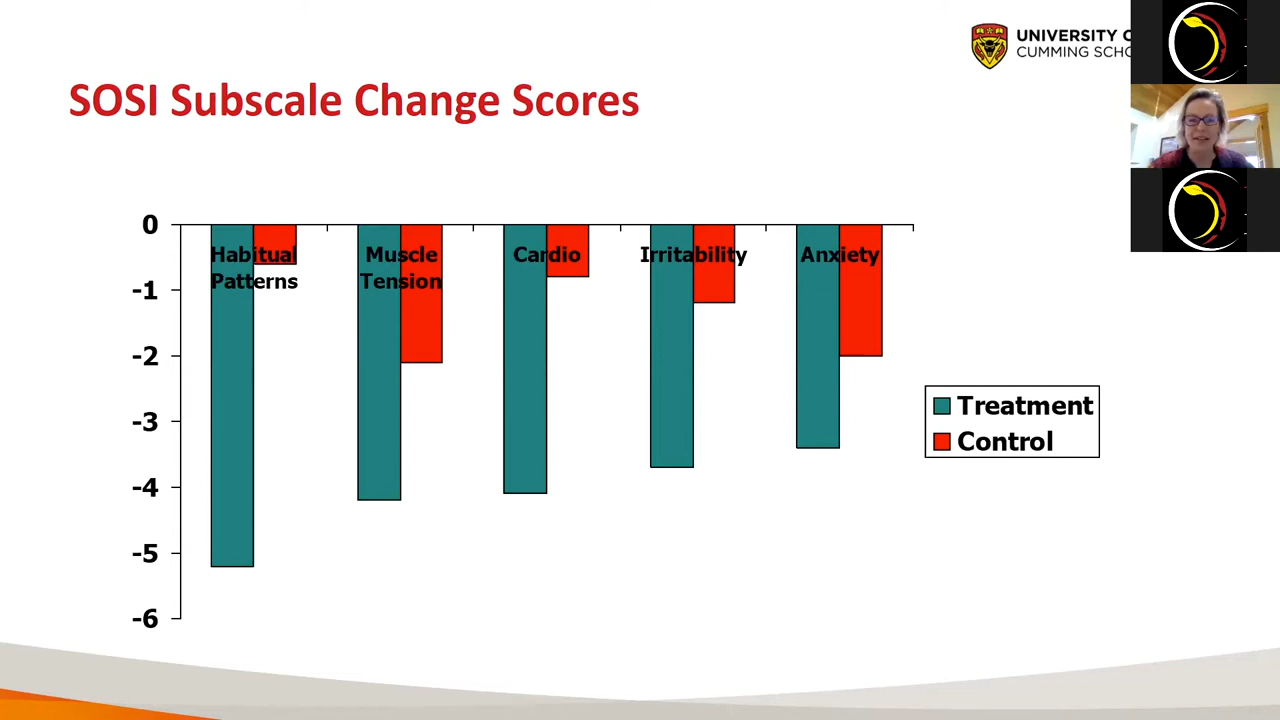 UNIVERSITY
CUMMING
SOSI Subscale Change Scores
0
-1
-2
-3
-4
-5
-6
Habitual
Patterns
Muscle
Tension
Cardio
Irritability
Anxiety
Treatment
Control